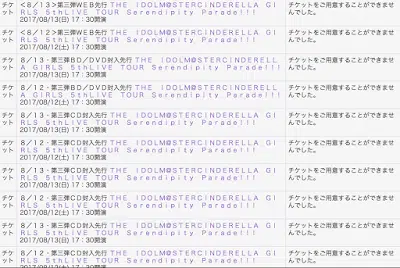 チケット
<８/１３>第三弾ＷＥＢ先行 ＴＨＥ ＩＤＯＬＭ＠ＳＴＥＲＣＩＮＤＥＲＥＬＬＡ ＧＩ
ＲＬＳ ５ｔｈＬＩＶＥ ＴＯＵＲ Ｓｅｒｅｎｄｉｐｉｔｙ Ｐａｒａｄｅ!!!
2017/08/13(日) 17：30開演
チケットをご用意することができませ
んでした。
チケット
<８/１２>第三弾ＷＥＢ先行 ＴＨＥ ＩＤＯＬＭ＠ＳＴＥＲＣＩＮＤＥＲＥＬＬＡ ＧＩ
ＲＬＳ ５ｔｈＬＩＶＥ ＴＯＵＲ Ｓｅｒｅｎｄｉｐｉｔｙ Ｐａｒａｄｅ!!!
2017/08/12(土) 17：30開演
チケットをご用意することができませ
んでした。
チケット
８/１３・第三弾ＢＤ/ＤＶＤ封入先行 ＴＨＥ ＩＤＯＬＭ＠ＳＴＥＲＣＩＮＤＥＲＥＬＬ
Ａ ＧＩＲＬＳ ５ｔｈＬＩＶＥ ＴＯＵＲ Ｓｅｒｅｎｄｉｐｉｔｙ Ｐａｒａｄｅ!!!
2017/08/13(日) 17：30開演
チケットをご用意することができませ
んでした。
チケット
８/１２・第三弾ＢＤ/ＤＶＤ封入先行 ＴＨＥ ＩＤＯＬＭ＠ＳＴＥＲＣＩＮＤＥＲＥＬＬ
Ａ ＧＩＲＬＳ ５ｔｈＬＩＶＥ ＴＯＵＲ Ｓｅｒｅｎｄｉｐｉｔｙ Ｐａｒａｄｅ!!!
2017/08/12(土) 17：30開演
チケットをご用意することができませ
んでした。
チケット
８/１３・第三弾ＣＤ封入先行 ＴＨＥ ＩＤＯＬＭ＠ＳＴＥＲＣＩＮＤＥＲＥＬＬＡ ＧＩ
ＲＬＳ ５ｔｈＬＩＶＥ ＴＯＵＲ Ｓｅｒｅｎｄｉｐｉｔｙ Ｐａｒａｄｅ!!!
2017/08/13(日) 17：30開演
チケットをご用意することができませ
んでした。
チケット
８/１２・第三弾ＣＤ封入先行 ＴＨＥ ＩＤＯＬＭ＠ＳＴＥＲＣＩＮＤＥＲＥＬＬＡ ＧＩ
ＲＬＳ ５ｔｈＬＩＶＥ ＴＯＵＲ Ｓｅｒｅｎｄｉｐｉｔｙ Ｐａｒａｄｅ!!!
2017/08/12(土) 17：30開演
チケットをご用意することができませ
んでした。
チケット
８/１３・第三弾ＣＤ封入先行 ＴＨＥ ＩＤＯＬＭ＠ＳＴＥＲＣＩＮＤＥＲＥＬＬＡ ＧＩ
ＲＬＳ ５ｔｈＬＩＶＥ ＴＯＵＲ Ｓｅｒｅｎｄｉｐｉｔｙ Ｐａｒａｄｅ!!!
2017/08/13(日) 17：30開演
チケットをご用意することができませ
んでした。
チケット
８/１２・第三弾ＣＤ封入先行 ＴＨＥ ＩＤＯＬＭ＠ＳＴＥＲＣＩＮＤＥＲＥＬＬＡ ＧＩ
ＲＬＳ ５ｔｈＬＩＶＥ ＴＯＵＲ Ｓｅｒｅｎｄｉｐｉｔｙ Ｐａｒａｄｅ!!!
2017/08/12(土) 17：30開演
チケットをご用意することができませ
んでした。
チケット
８/１３・第三弾ＣＤ封入先行 ＴＨＥ ＩＤＯＬＭ＠ＳＴＥＲＣＩＮＤＥＲＥＬＬＡ ＧＩ
ＲＬＳ ５ｔｈＬＩＶＥ ＴＯＵＲ Ｓｅｒｅｎｄｉｐｉｔｙ Ｐａｒａｄｅ!!!
2017/08/13(日) 17：30開演
チケットをご用意することができませ
んでした。
チケット
８/１２・第三弾ＣＤ封入先行 ＴＨＥ ＩＤＯＬＭ＠ＳＴＥＲＣＩＮＤＥＲＥＬＬＡ ＧＩ
ＲＬＳ ５ｔｈＬＩＶＥ ＴＯＵＲ Ｓｅｒｅｎｄｉｐｉｔｙ Ｐａｒａｄｅ!!!
チケットをご用意することができませ
んでした。